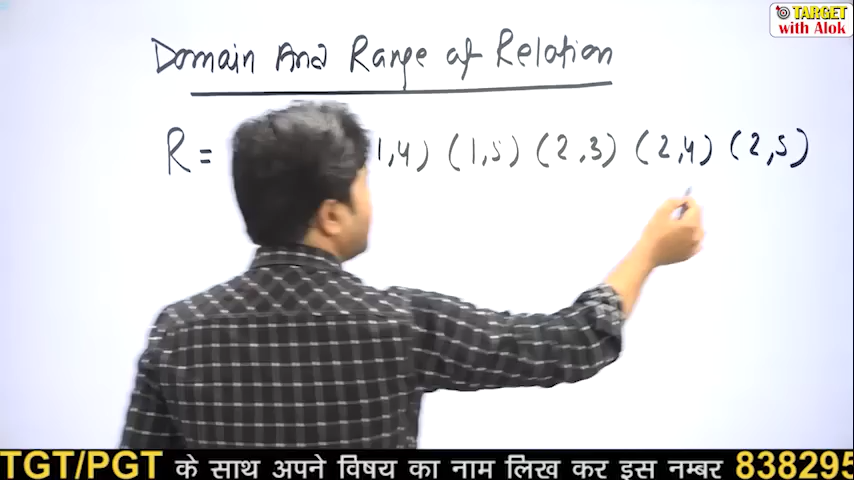 TARGET
with Alok
Domain And Range of Relation
R = 1,4) (1,5) (2,3) (2,4) (2,5)
TGT/PGT के साथ अपने विषय का नाम लिख कर इस नम्बर 838295